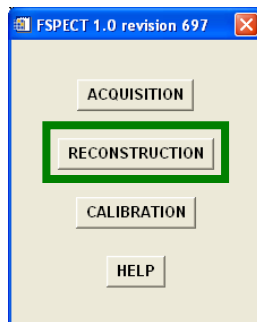 FSPECT 1.0 revision 697
ACQUISITION
RECONSTRUCTION
CALIBRATION
HELP